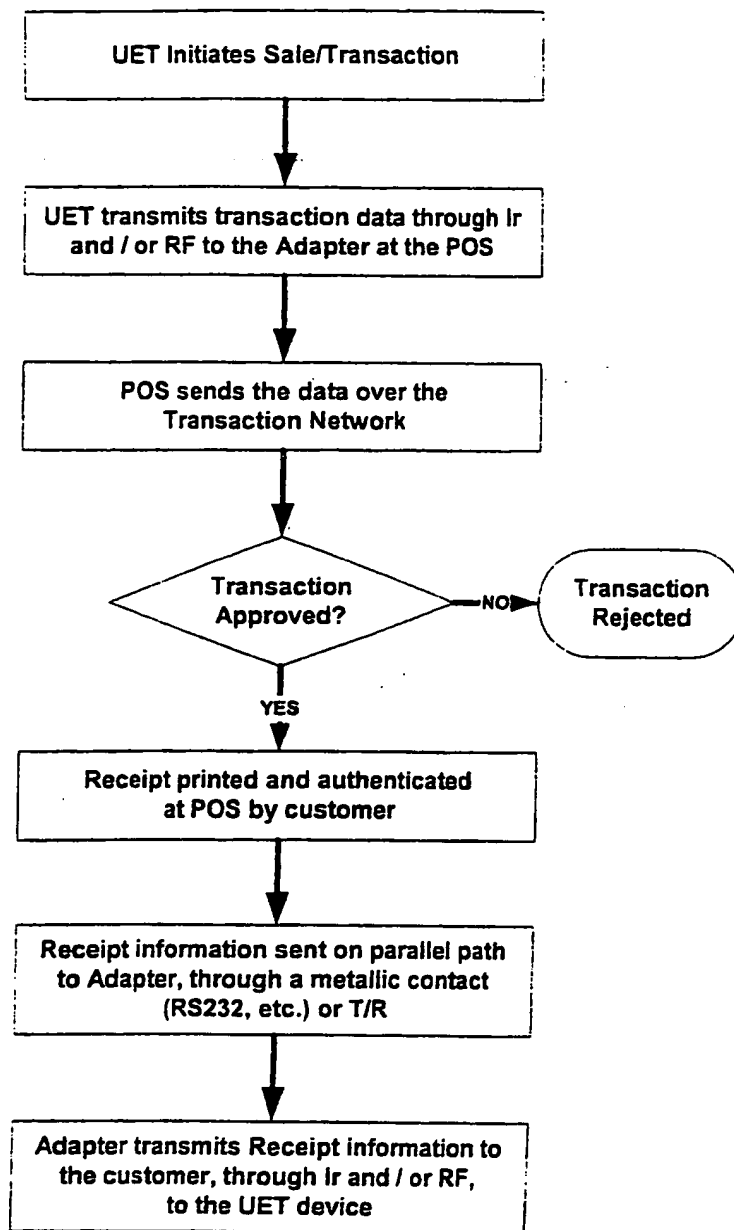 UET Initiates Sale/Transaction
UET transmits transaction data through Ir
and / or RF to the Adapter at the POS
POS sends the data over the
Transaction Network
Transaction
Approved?
NO
Transaction
Rejected
YES
Receipt printed and authenticated
at POS by customer
Receipt information sent on parallel path
to Adapter, through a metallic contact
(RS232, etc.) or T/R
Adapter transmits Receipt information to
the customer, through Ir and / or RF,
to the UET device